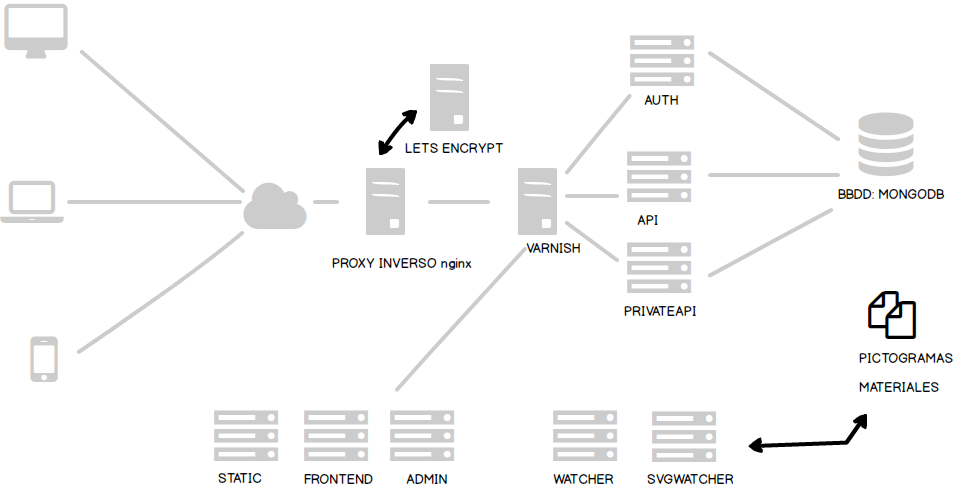 AUTH
LETS ENCRYPT
BBDD: MONGODB
API
VARNISH
PROXY INVERSO nginx
PRIVATEAPI
PICTOGRAMAS
MATERIALES
STATIC
FRONTEND
ADMIN
WATCHER
SVGWATCHER